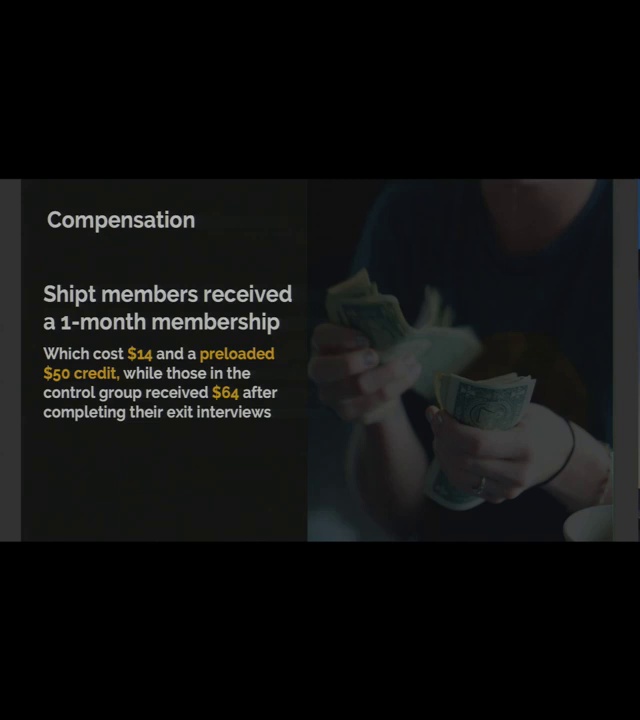 Compensation
Shipt members received
a 1-month membership
Which cost $14 and a preloaded
$50 credit, while those in the
control group received $64 after
completing their exit interviews